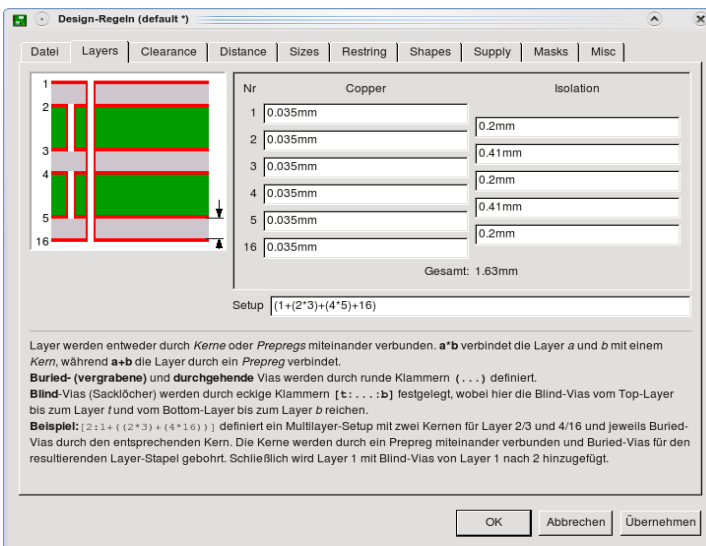 Design-Regeln (default *)
Datei Layers Clearance Distance Sizes Restring Shapes Supply Masks Misc
Nr Copper Isolation
1
2
3
4
5
16
1 0.035mm
0.2mm
2 0.035mm
0.41mm
3 0.035mm
0.2mm
4 0.035mm
0.41mm
5 0.035mm
0.2mm
16 0.035mm
Gesamt: 1.63mm
Setup (1+(2*3)+(4*5)+16)
Layer werden entweder durch Kerne oder Prepregs miteinander verbunden. a*b verbindet die Layer a und b mit einem
Kern, während a+b die Layer durch ein Prepreg verbindet.
Buried- (vergrabene) und durchgehende Vias werden durch runde Klammern (...) definiert.
Blind-Vias (Sacklöcher) werden durch eckige Klammern [t:...:b] festgelegt, wobei hier die Blind-Vias vom Top-Layer
bis zum Layer t und vom Bottom-Layer bis zum Layer b reichen.
Beispiel: [2:1+((2*3)+(4*16))] definiert ein Multilayer-Setup mit zwei Kernen für Layer 2/3 und 4/16 und jeweils Buried-
Vias durch den entsprechenden Kern. Die Kerne werden durch ein Prepreg miteinander verbunden und Buried-Vias für den
resultierenden Layer-Stapel gebohrt. Schließlich wird Layer 1 mit Blind-Vias von Layer 1 nach 2 hinzugefügt.
OK Abbrechen Übernehmen